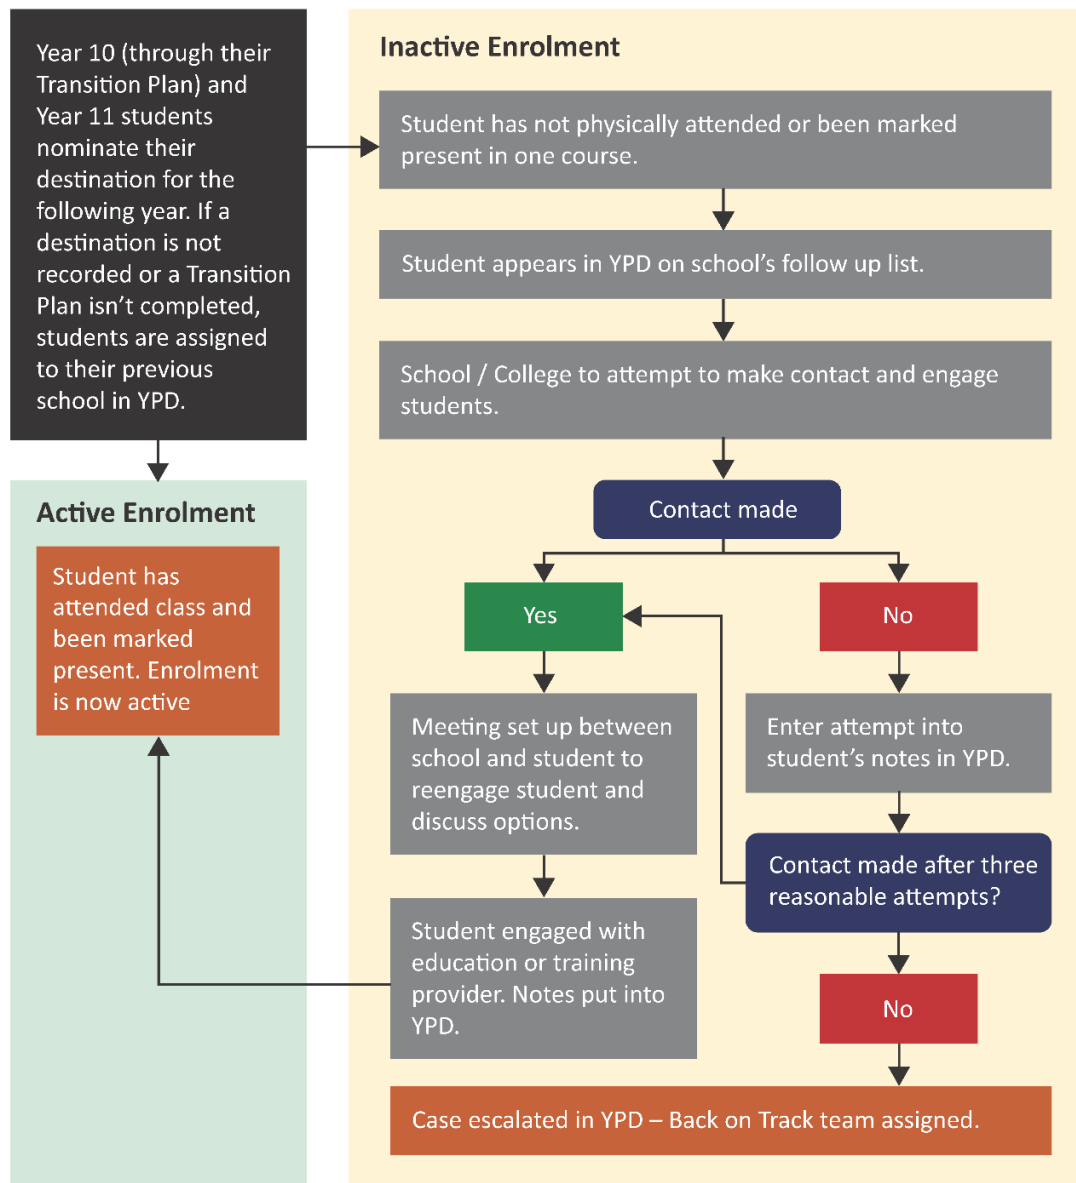 Year 10 (through their
Transition Plan) and
Year 11 students
nominate their
destination for the
following year. If a
destination is not
recorded or a Transition
Plan isn’t completed,
students are assigned
to their previous
school in YPD.
Active Enrolment
Student has
attended class and
been marked
present. Enrolment
is now active
Inactive Enrolment
Student has not physically attended or been marked
present in one course.
Student appears in YPD on school’s follow up list.
School / College to attempt to make contact and engage
students.
Contact made
Yes
No
Meeting set up between
school and student to
reengage student and
discuss options.
Enter attempt into
student’s notes in YPD.
Contact made after three
reasonable attempts?
Student engaged with
education or training
provider. Notes put into
YPD.
No
Case escalated in YPD – Back on Track team assigned.